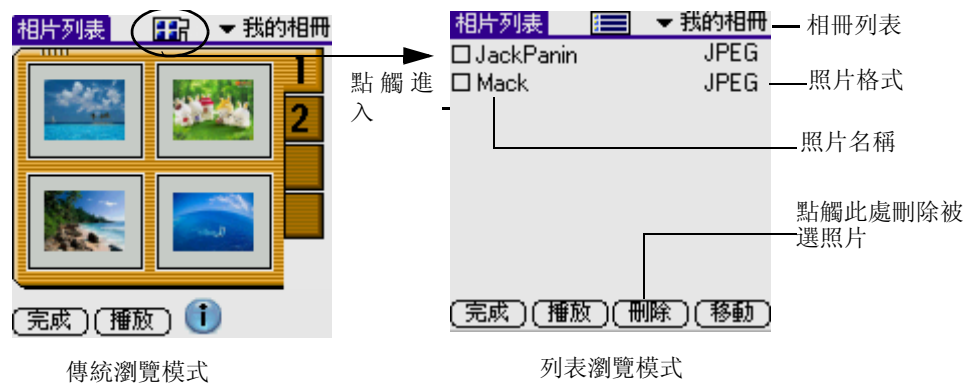 相片列表
我的相冊
1
2
完成
播放
i
傳統瀏覽模式
點觸進
入
相片列表
我的相冊
JackPanin
JPEG
Mack
JPEG
完成
播放
刪除
移動
列表瀏覽模式
相冊列表
照片格式
照片名稱
點觸此處刪除被
選照片